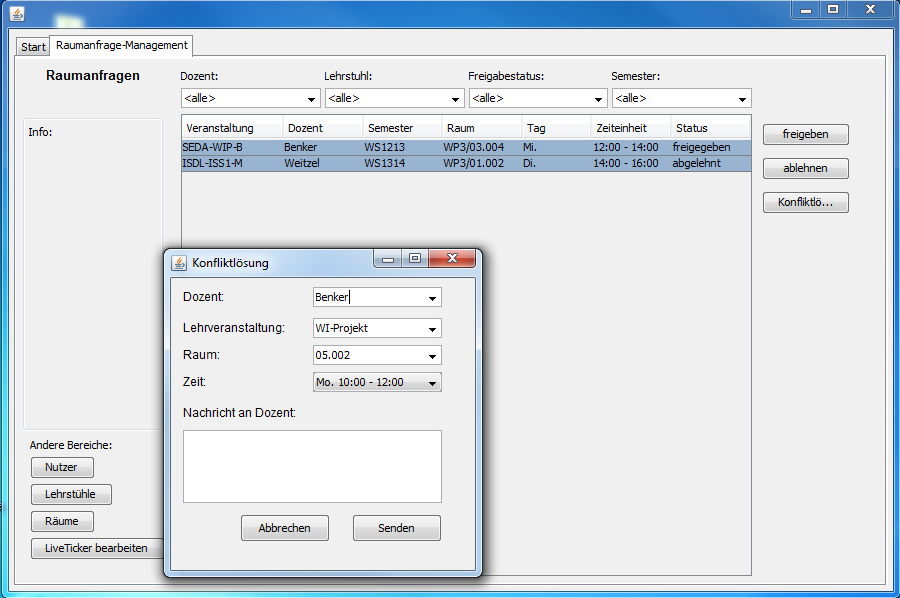 Start Raumanfrage-Management
Raumanfragen
Dozent: Lehrstuhl: Freigabestatus: Semester:
<alle> <alle> <alle> <alle>
Info:
Veranstaltung Dozent Semester Raum Tag Zeiteinheit Status
SEDA-WIP-B Benker WS1213 WP3/03.004 Mi. 12:00 - 14:00 freigegeben
ISDL-ISS1-M Weitzel WS1314 WP3/01.002 Di. 14:00 - 16:00 abgelehnt
freigeben
ablehnen
Konfliktlö...
Konfliktlösung
Dozent: Benker
Lehrveranstaltung: WI-Projekt
Raum: 05.002
Zeit: Mo. 10:00 - 12:00
Nachricht an Dozent:
Abbrechen Senden
Andere Bereiche:
Nutzer
Lehrstühle
Räume
LiveTicker bearbeiten